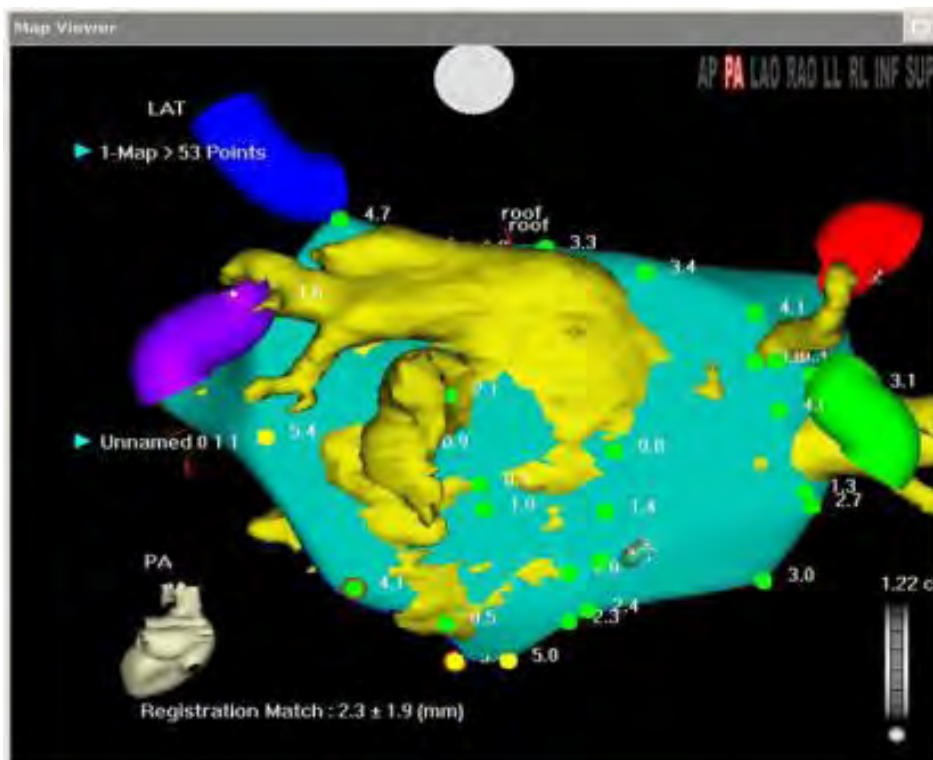 Map Viewer
AP PA LAO RAO LL RL INF SUP
LAT
1-Map > 53 Points
4.7
roof
roof
3.3
3.4
1.6
4.1
3.1
4.0
5.4
Unnamed 0 1 1
0.9
0.8
1.3
2.7
1.0
1.4
PA
4.1
3.0
1.22
2.4
0.5
2.3
5.0
Registration Match : 2.3 ± 1.9 (mm)